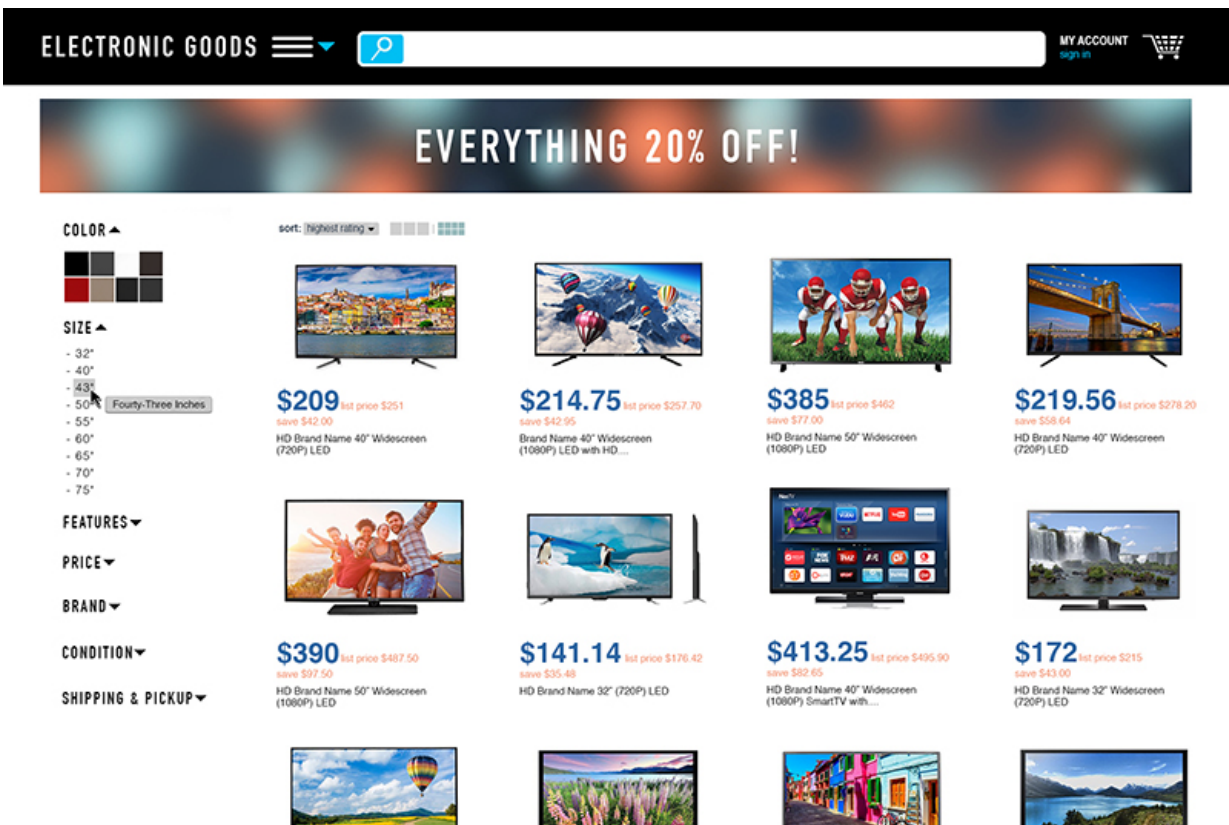 ELECTRONIC GOODS
MY ACCOUNT
sign in
EVERYTHING 20% OFF!
COLOR
sort: highest rating
SIZE
- 32"
- 40"
- 43"
- 50"
Fourty-Three Inches
- 55"
- 60"
- 65"
- 70"
- 75"
FEATURES
PRICE
BRAND
CONDITION
SHIPPING & PICKUP
$209 list price $251
save $42.00
HD Brand Name 40" Widescreen
(720P) LED
$214.75 list price $257.70
save $42.95
Brand Name 40" Widescreen
(1080P) LED with HD....
$385 list price $462
save $77.00
HD Brand Name 50" Widescreen
(1080P) LED
$219.56 list price $278.20
save $58.64
HD Brand Name 40" Widescreen
(720P) LED
$390 list price $487.50
save $97.50
HD Brand Name 50" Widescreen
(1080P) LED
$141.14 list price $176.42
save $35.48
HD Brand Name 32" (720P) LED
NetTV
VUDU
NETFLIX
FOX
NEWS
$413.25 list price $495.90
save $82.65
HD Brand Name 40" Widescreen
(1080P) SmartTV with....
$172 list price $215
save $43.00
HD Brand Name 32" Widescreen
(720P) LED